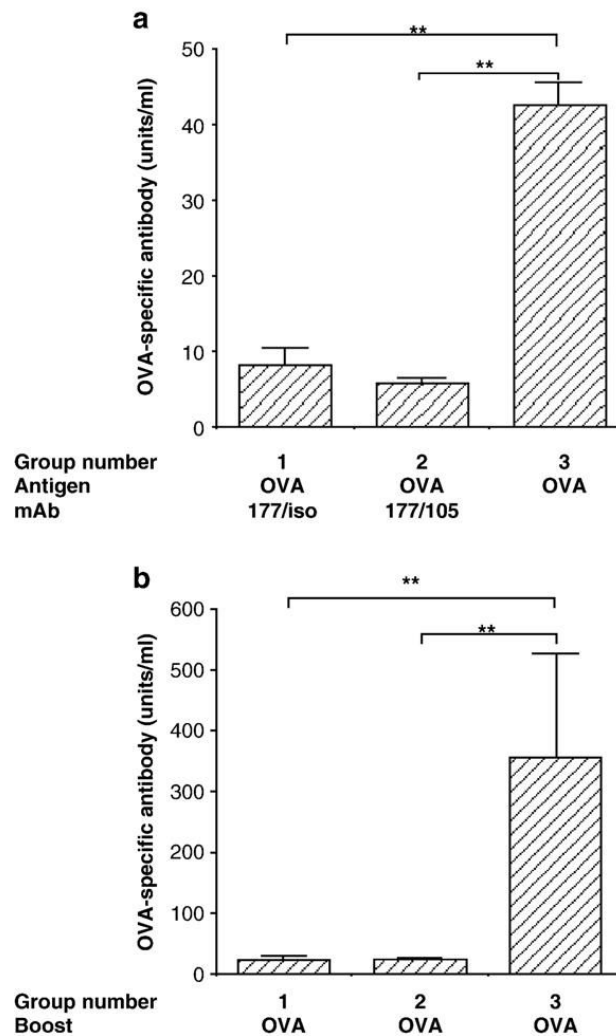 a
**
**
OVA-specific antibody (units/ml)
50
40
30
20
10
0
Group number 1 2 3
Antigen OVA OVA OVA
mAb 177/iso 177/105
b
**
**
OVA-specific antibody (units/ml)
600
500
400
300
200
100
0
Group number 1 2 3
Boost OVA OVA OVA